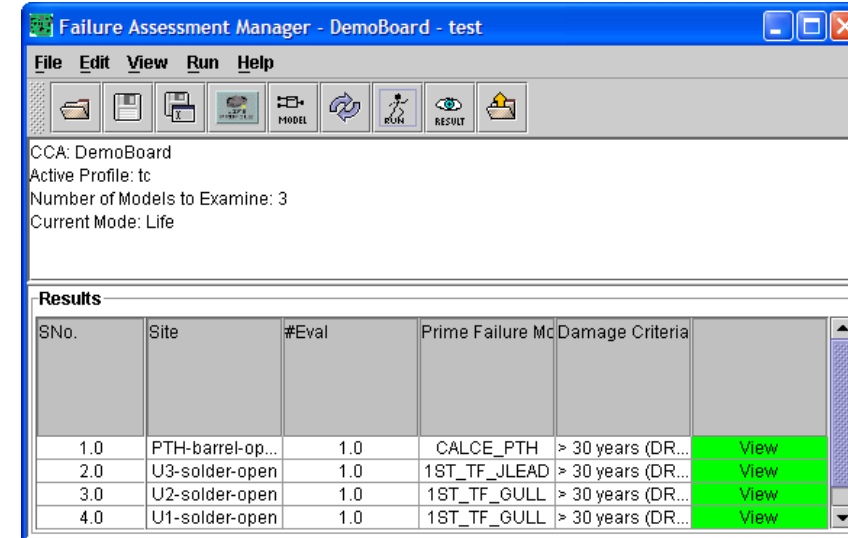 Failure Assessment Manager - DemoBoard - test
File Edit View Run Help
MODEL RUN RESULT
CCA: DemoBoard
Active Profile: tc
Number of Models to Examine: 3
Current Mode: Life
Results
SNo. Site #Eval Prime Failure Mo Damage Criteria
1.0 PTH-barrel-op... 1.0 CALCE_PTH > 30 years (DR... View
2.0 U3-solder-open 1.0 1ST_TF_JLEAD > 30 years (DR... View
3.0 U2-solder-open 1.0 1ST_TF_GULL > 30 years (DR... View
4.0 U1-solder-open 1.0 1ST_TF_GULL > 30 years (DR... View